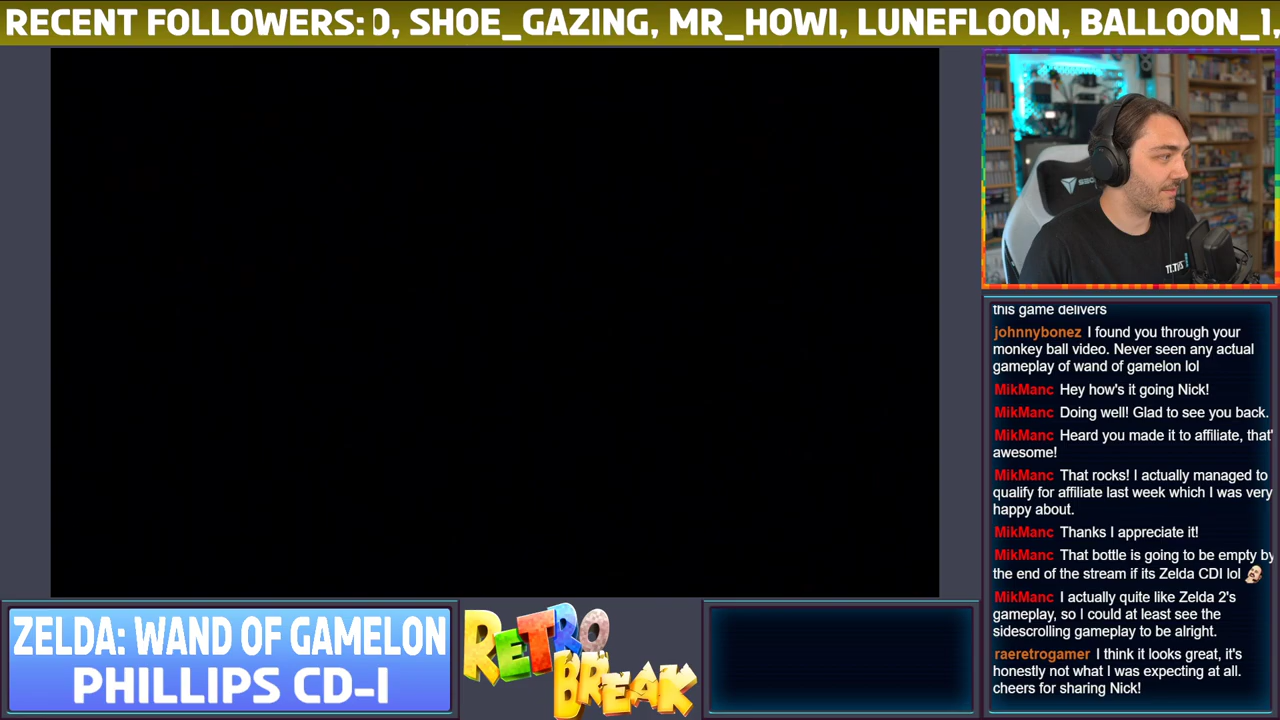 RECENT FOLLOWERS: D, SHOE_GAZING, MR_HOWI, LUNEFLOON, BALLOON_1,
this game delivers
johnnybonez I found you through your
monkey ball video. Never seen any actual
gameplay of wand of gamelon lol
MikManc Hey how's it going Nick!
MikManc Doing well! Glad to see you back.
MikManc Heard you made it to affiliate, that'
awesome!
MikManc That rocks! I actually managed to
qualify for affiliate last week which I was very
happy about.
MikManc Thanks I appreciate it!
MikManc That bottle is going to be empty by
the end of the stream if its Zelda CDI lol
MikManc I actually quite like Zelda 2's
gameplay, so I could at least see the
sidescrolling gameplay to be alright.
raeretrogamer I think it looks great, it's
honestly not what I was expecting at all.
cheers for sharing Nick!
ZELDA: WAND OF GAMELON
PHILLIPS CD-I
RETRO
BREAK